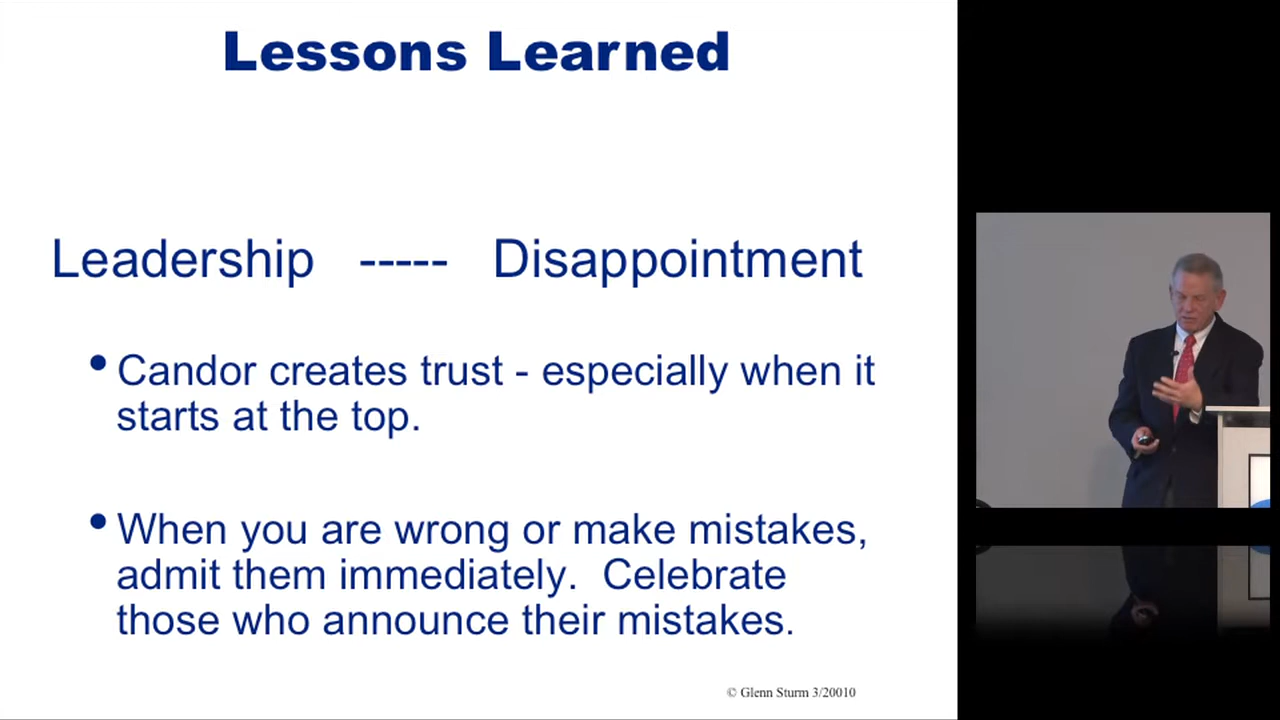 Lessons Learned
Leadership ----- Disappointment
• Candor creates trust - especially when it
starts at the top.
• When you are wrong or make mistakes,
admit them immediately. Celebrate
those who announce their mistakes.
© Glenn Sturm 3/20010